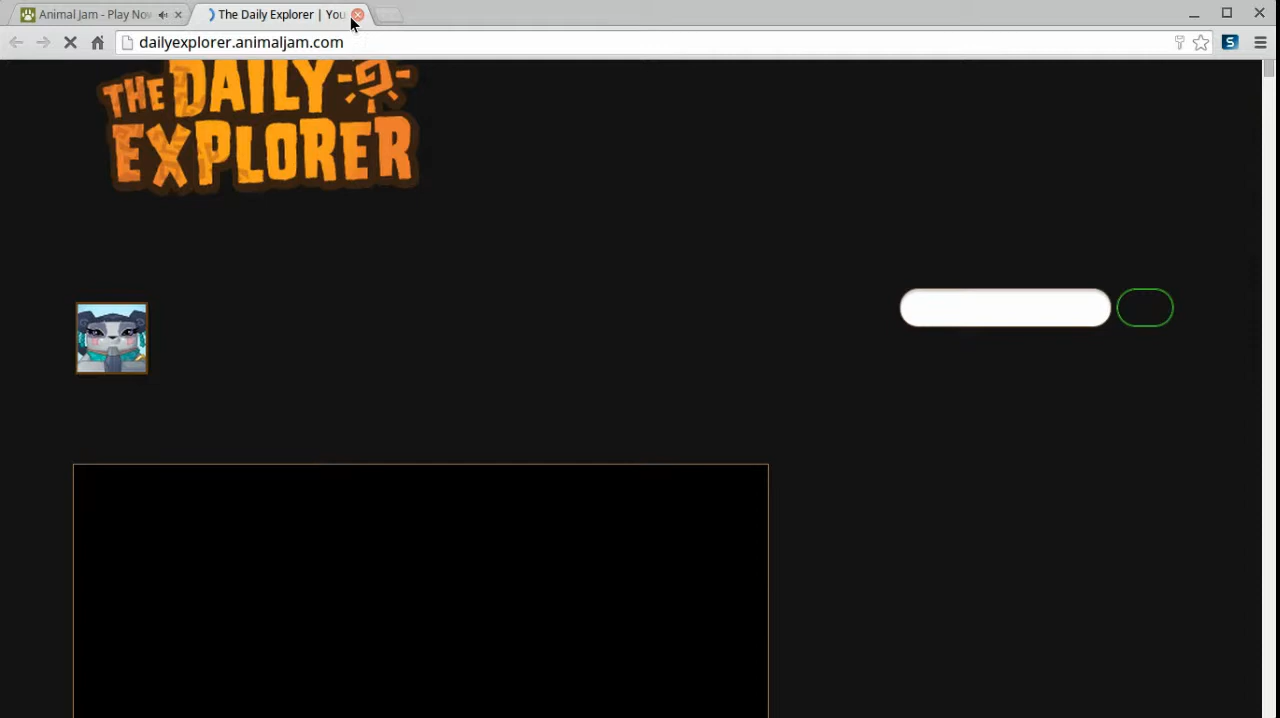 Animal Jam - Play Now
The Daily Explorer | You
dailyexplorer.animaljam.com
S
THE DAILY
EXPLORER